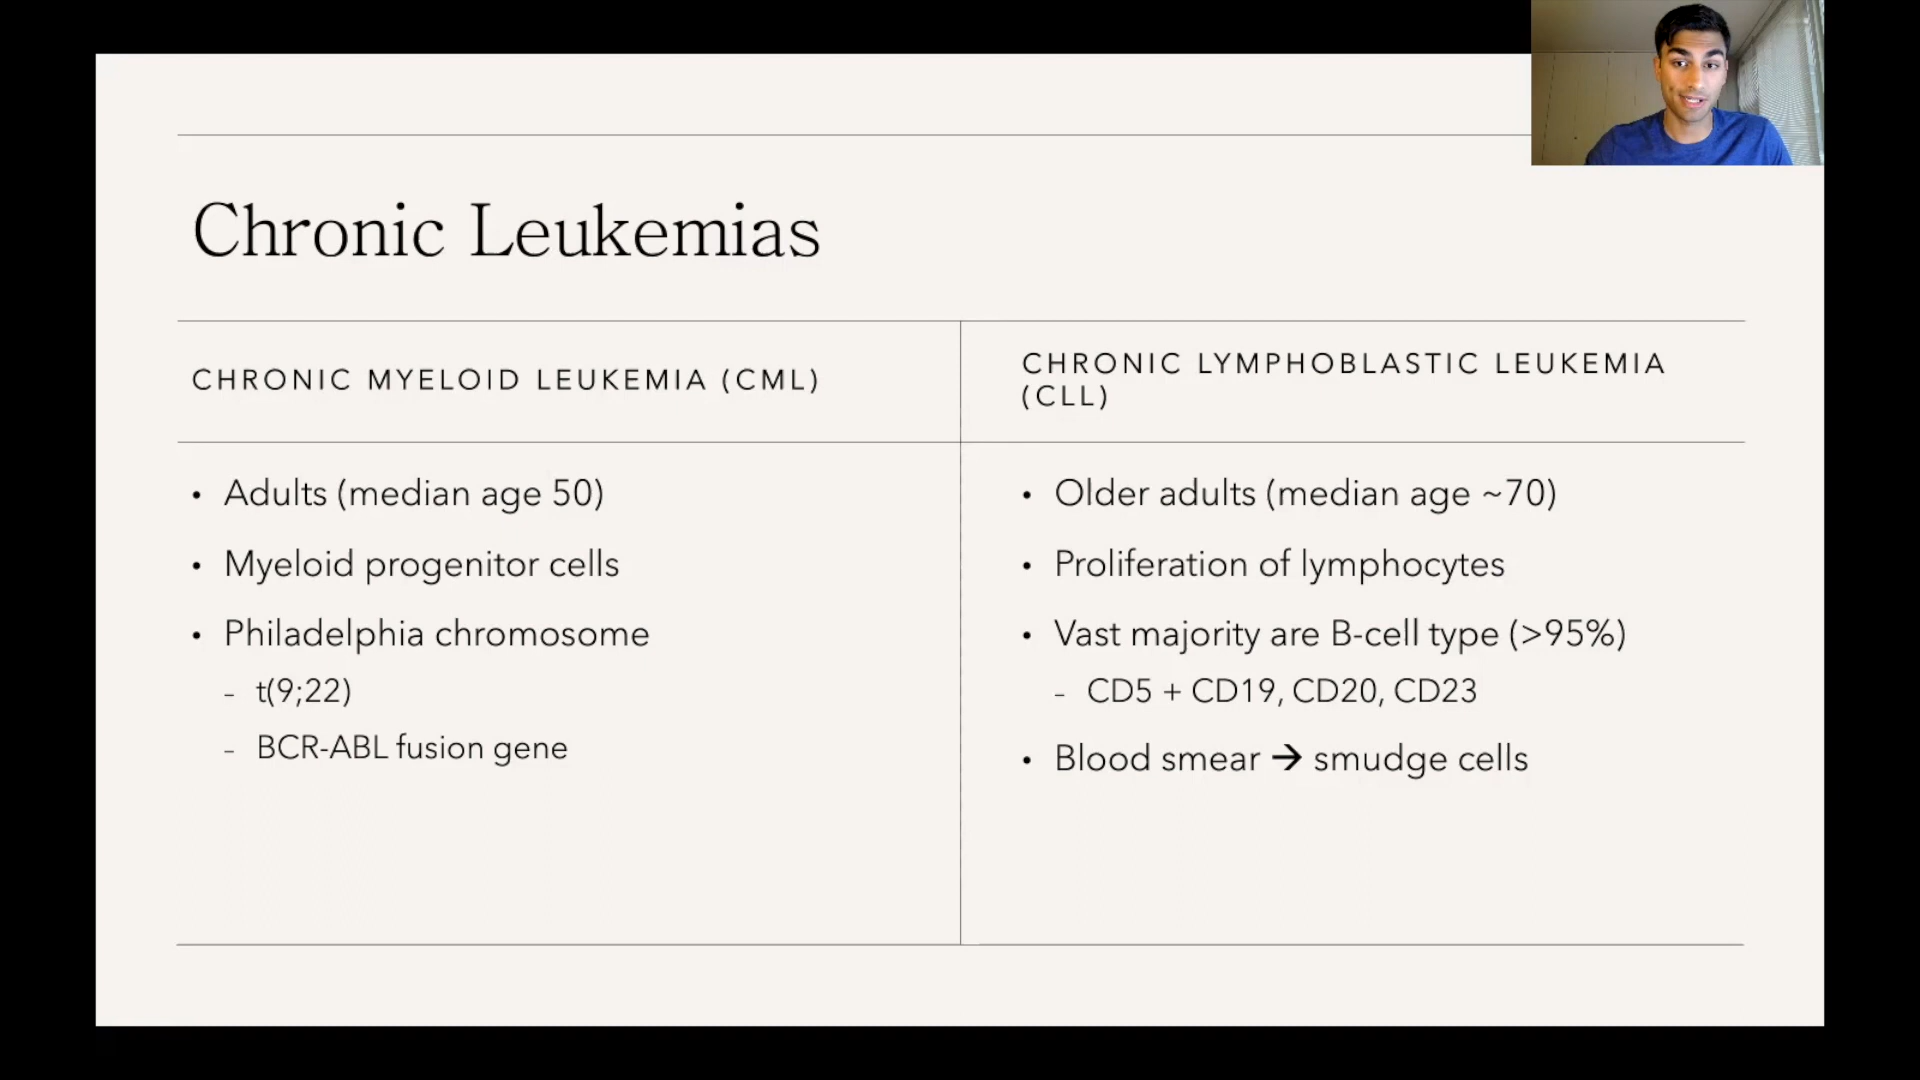 Chronic Leukemias
CHRONIC MYELOID LEUKEMIA (CML)
• Adults (median age 50)
• Myeloid progenitor cells
• Philadelphia chromosome
– t(9;22)
– BCR-ABL fusion gene
CHRONIC LYMPHOBLASTIC LEUKEMIA
(CLL)
• Older adults (median age ~70)
• Proliferation of lymphocytes
• Vast majority are B-cell type (>95%)
– CD5 + CD19, CD20, CD23
• Blood smear → smudge cells